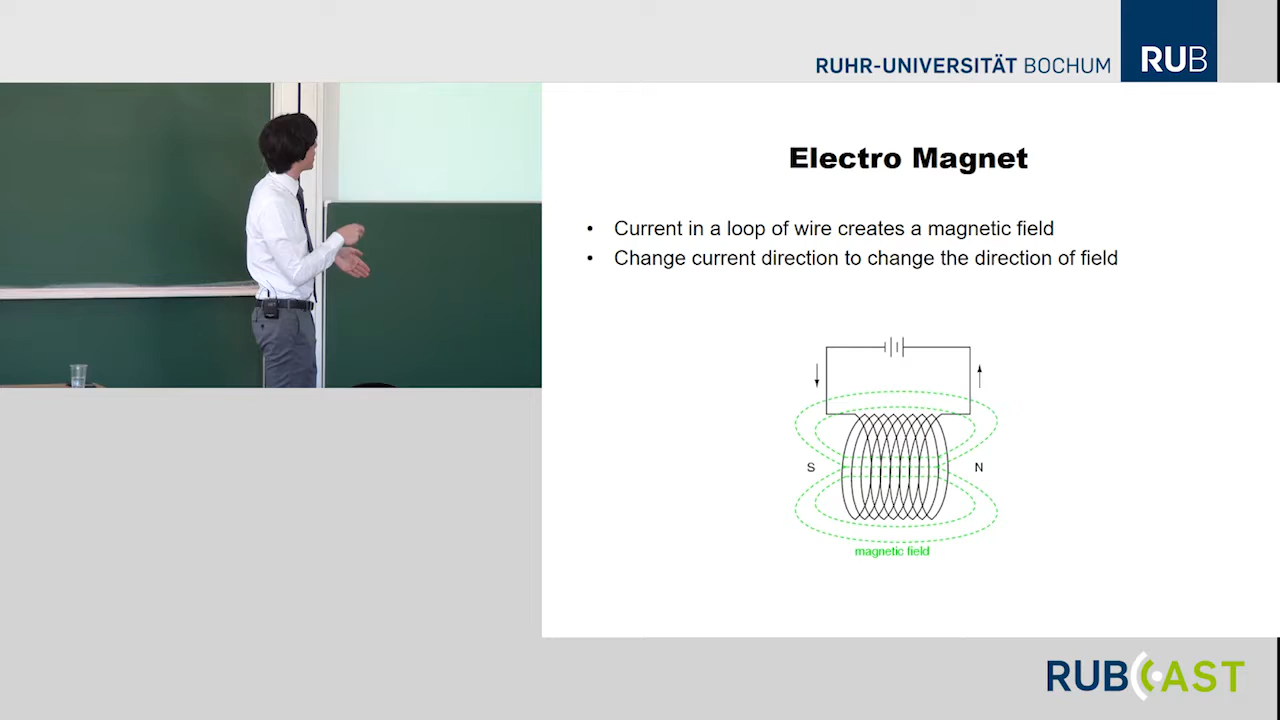 RUHR-UNIVERSITÄT BOCHUM
RUB
Electro Magnet
• Current in a loop of wire creates a magnetic field
• Change current direction to change the direction of field
S
N
magnetic field
RUBCAST